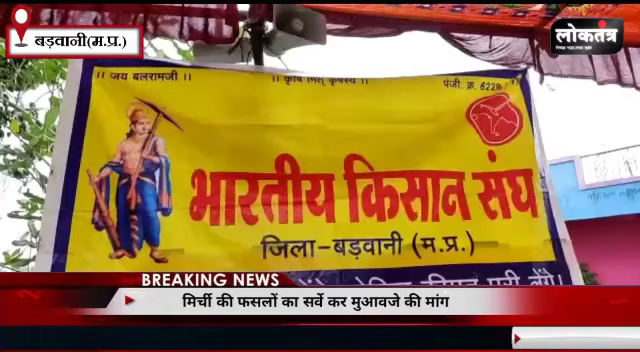 बड़वानी(म.प्र.)
लोकतंत्र
|| जय बलरामजी ||
|| कृषि मित् कृषस्व ||
पंजी. क्र. 6228
भारतीय किसान संघ
जिला-बड़वानी (म.प्र.)
BREAKING NEWS
मिर्ची की फसलों का सर्वे कर मुआवजे की मांग